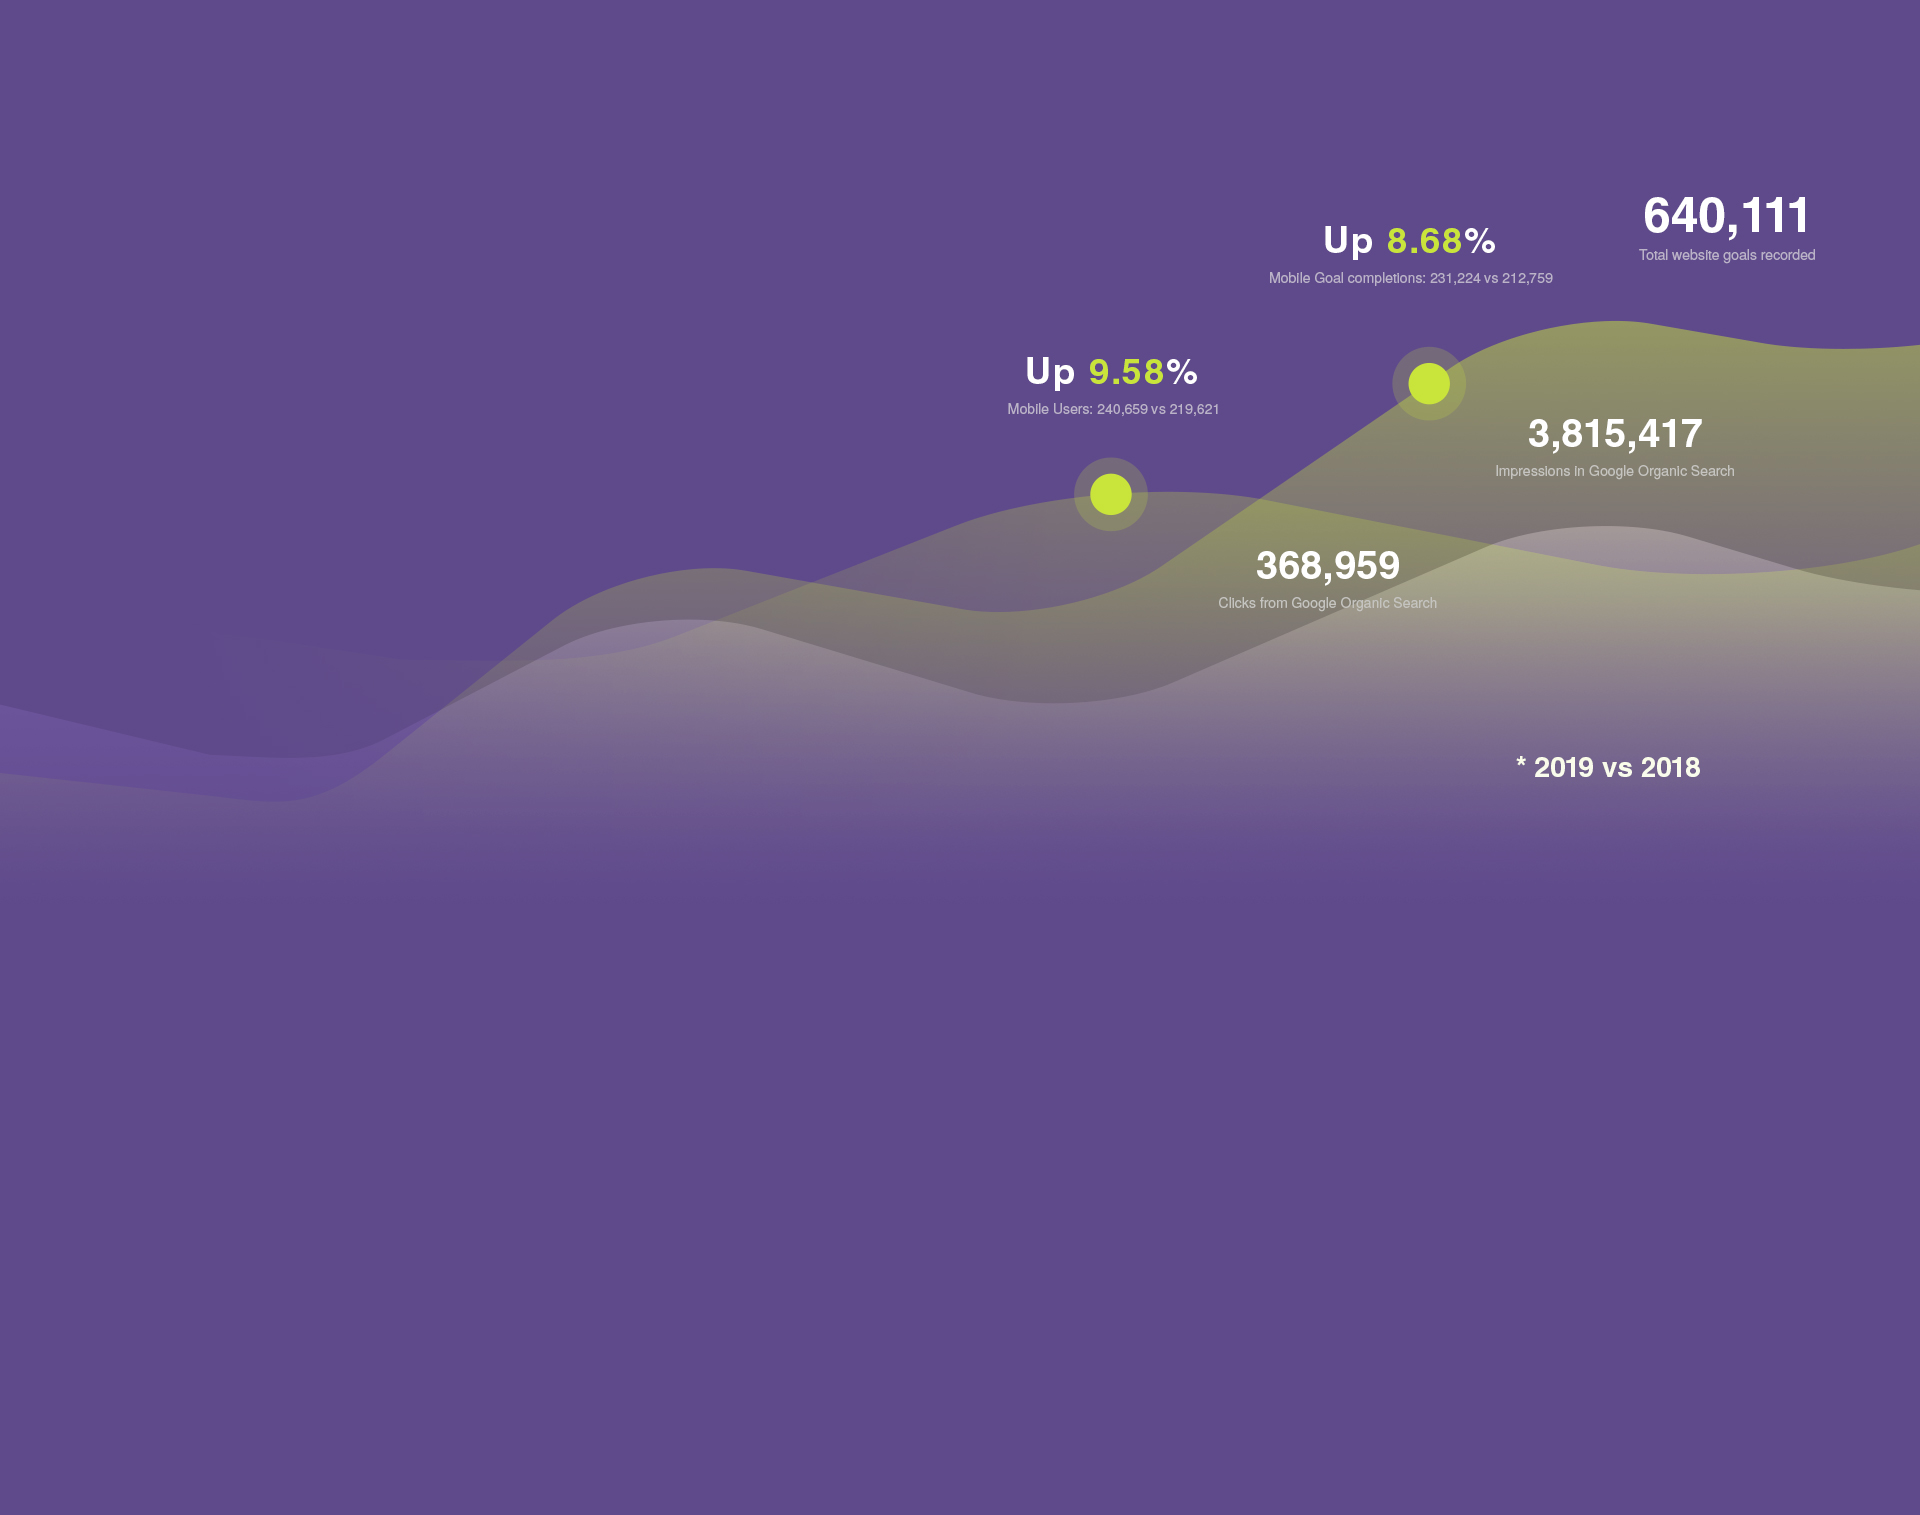 640,111
Total website goals recorded
Up 8.68%
Mobile Goal completions: 231,224 vs 212,759
Up 9.58%
Mobile Users: 240,659 vs 219,621
3,815,417
Impressions in Google Organic Search
368,959
Clicks from Google Organic Search
* 2019 vs 2018